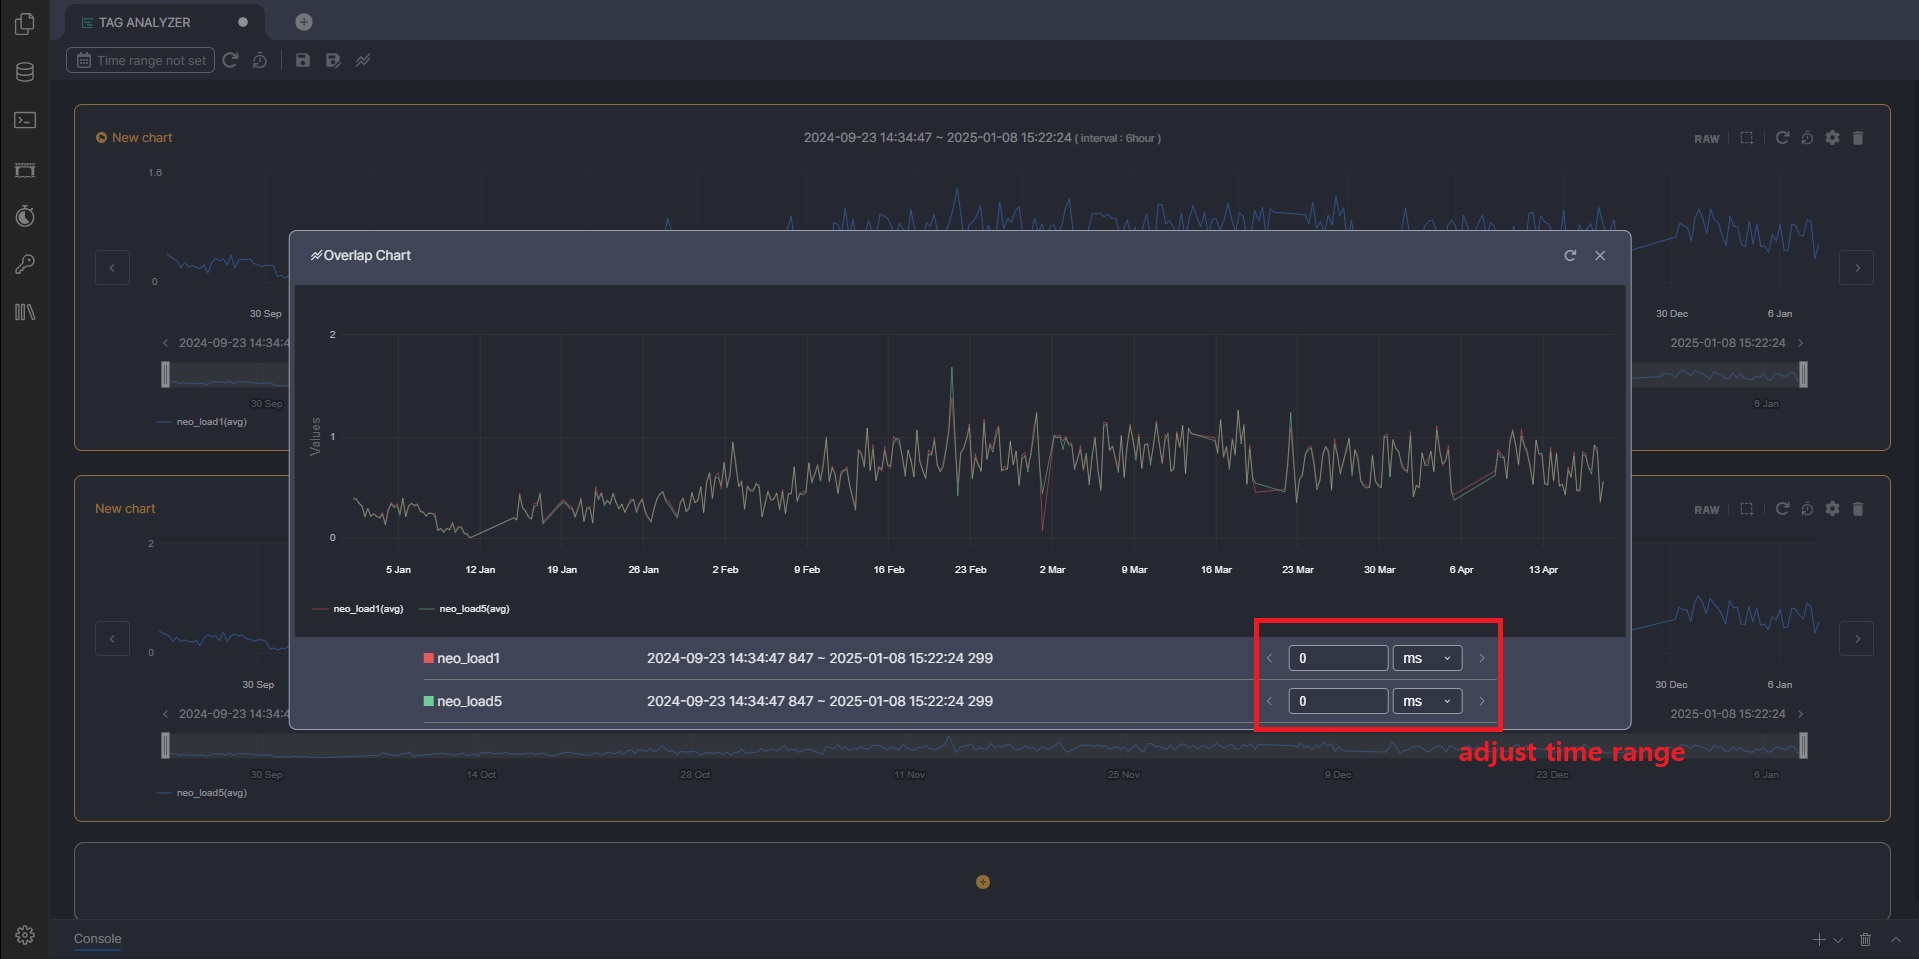 TAG ANALYZER
Time range not set
New chart
2024-09-23 14:34:47 ~ 2025-01-08 15:22:24 ( interval : 6hour )
RAW
1.6
0
30 Sep
30 Dec
6 Jan
2024-09-23 14:34:4
2025-01-08 15:22:24
30 Sep
6 Jan
neo_load1(avg)
Overlap Chart
2
Values
1
0
5 Jan
12 Jan
19 Jan
26 Jan
2 Feb
9 Feb
16 Feb
23 Feb
2 Mar
9 Mar
16 Mar
23 Mar
30 Mar
6 Apr
13 Apr
neo_load1(avg)
neo_load5(avg)
neo_load1
2024-09-23 14:34:47 847 ~ 2025-01-08 15:22:24 299
0
ms
neo_load5
2024-09-23 14:34:47 847 ~ 2025-01-08 15:22:24 299
0
ms
adjust time range
New chart
RAW
2
0
30 Sep
30 Dec
6 Jan
2024-09-23 14:34:4
2025-01-08 15:22:24
30 Sep
14 Oct
28 Oct
11 Nov
25 Nov
9 Dec
23 Dec
6 Jan
neo_load5(avg)
Console